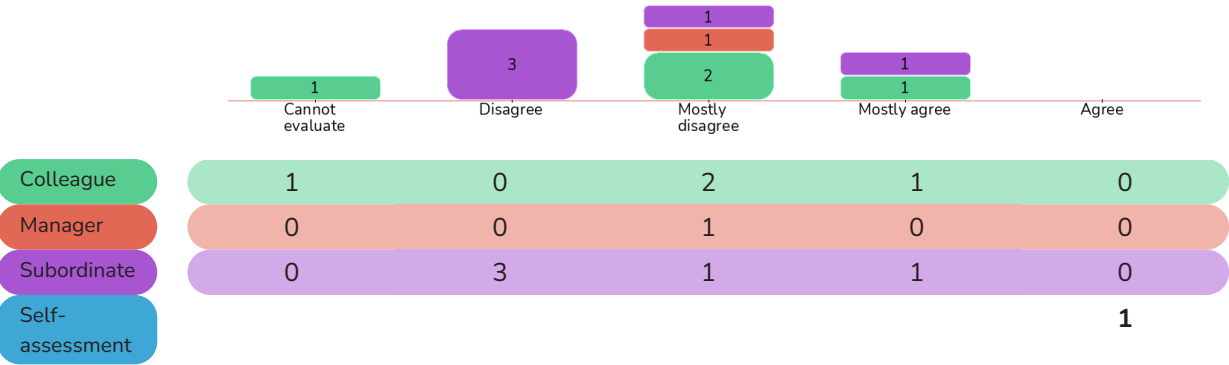 1
1
1
3
2
1
1
Cannot
evaluate
Disagree
Mostly
disagree
Mostly agree
Agree
Colleague 1 0 2 1 0
Manager 0 0 1 0 0
Subordinate 0 3 1 1 0
Self-
assessment 1